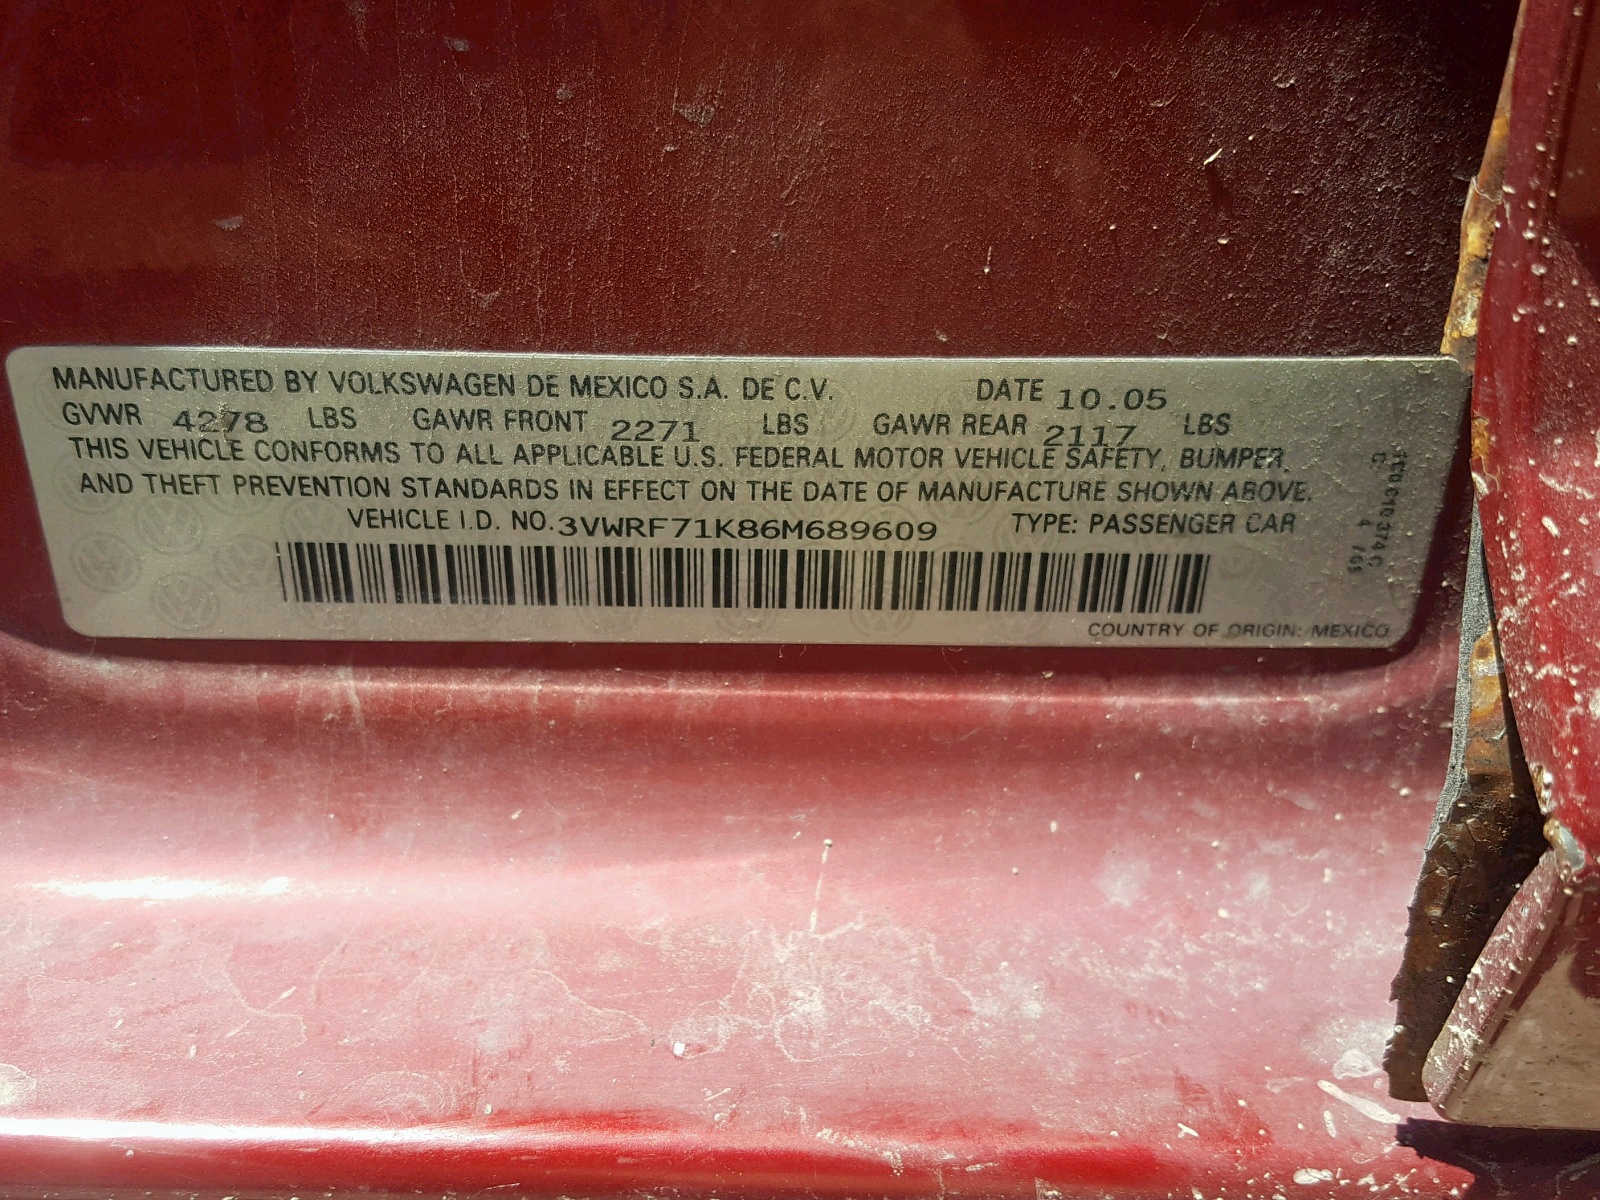 MANUFACTURED BY VOLKSWAGEN DE MEXICO S.A. DE C.V. DATE 10.05
GVWR 4278 LBS GAWR FRONT 2271 LBS GAWR REAR 2117 LBS
THIS VEHICLE CONFORMS TO ALL APPLICABLE U.S. FEDERAL MOTOR VEHICLE SAFETY, BUMPER,
AND THEFT PREVENTION STANDARDS IN EFFECT ON THE DATE OF MANUFACTURE SHOWN ABOVE.
VEHICLE I.D. NO. 3VWRF71K86M689609 TYPE: PASSENGER CAR
COUNTRY OF ORIGIN: MEXICO